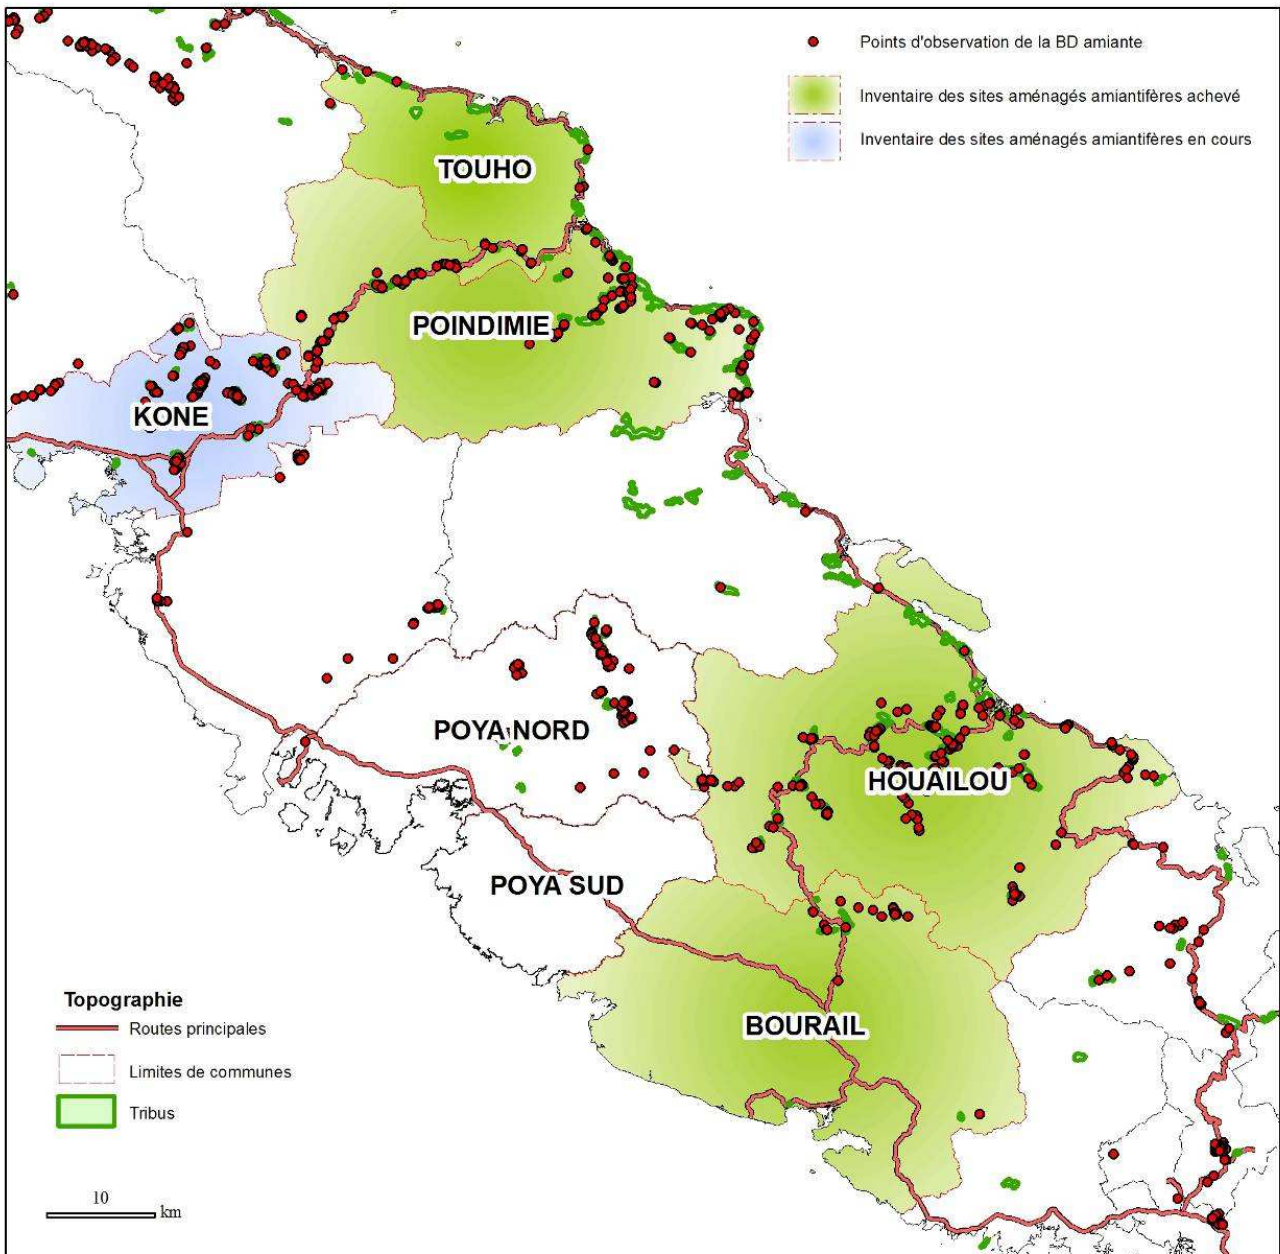 Points d'observation de la BD amiante
Inventaire des sites aménagés amiantifères achevé
Inventaire des sites aménagés amiantifères en cours
TOUHO
POINDIMIE
KONE
POYA NORD
HOUAILOU
POYA SUD
BOURAIL
Topographie
Routes principales
Limites de communes
Tribus
10
km